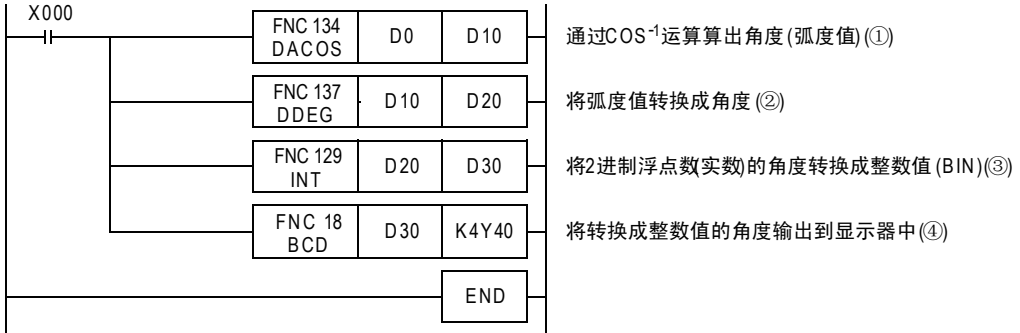 X000
FNC 134
DACOS
D0
D10
通过COS⁻¹运算算出角度(弧度值)(①)
FNC 137
DDEG
D10
D20
将弧度值转换成角度(②)
FNC 129
INT
D20
D30
将2进制浮点数(实数)的角度转换成整数值(BIN)(③)
FNC 18
BCD
D30
K4Y40
将转换成整数值的角度输出到显示器中(④)
END